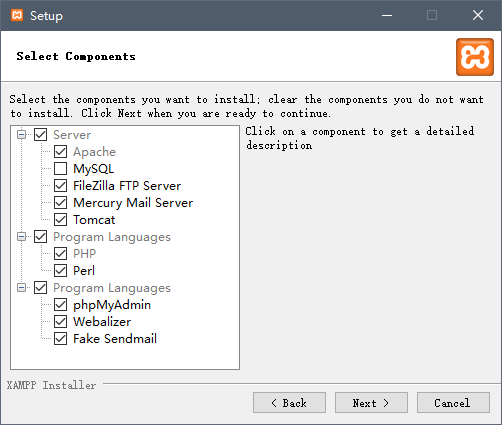 Setup
Select Components
Select the components you want to install; clear the components you do not want
to install. Click Next when you are ready to continue.
Server
Apache
MySQL
FileZilla FTP Server
Mercury Mail Server
Tomcat
Program Languages
PHP
Perl
Program Languages
phpMyAdmin
Webalizer
Fake Sendmail
Click on a component to get a detailed
description
XAMPP Installer
< Back
Next >
Cancel